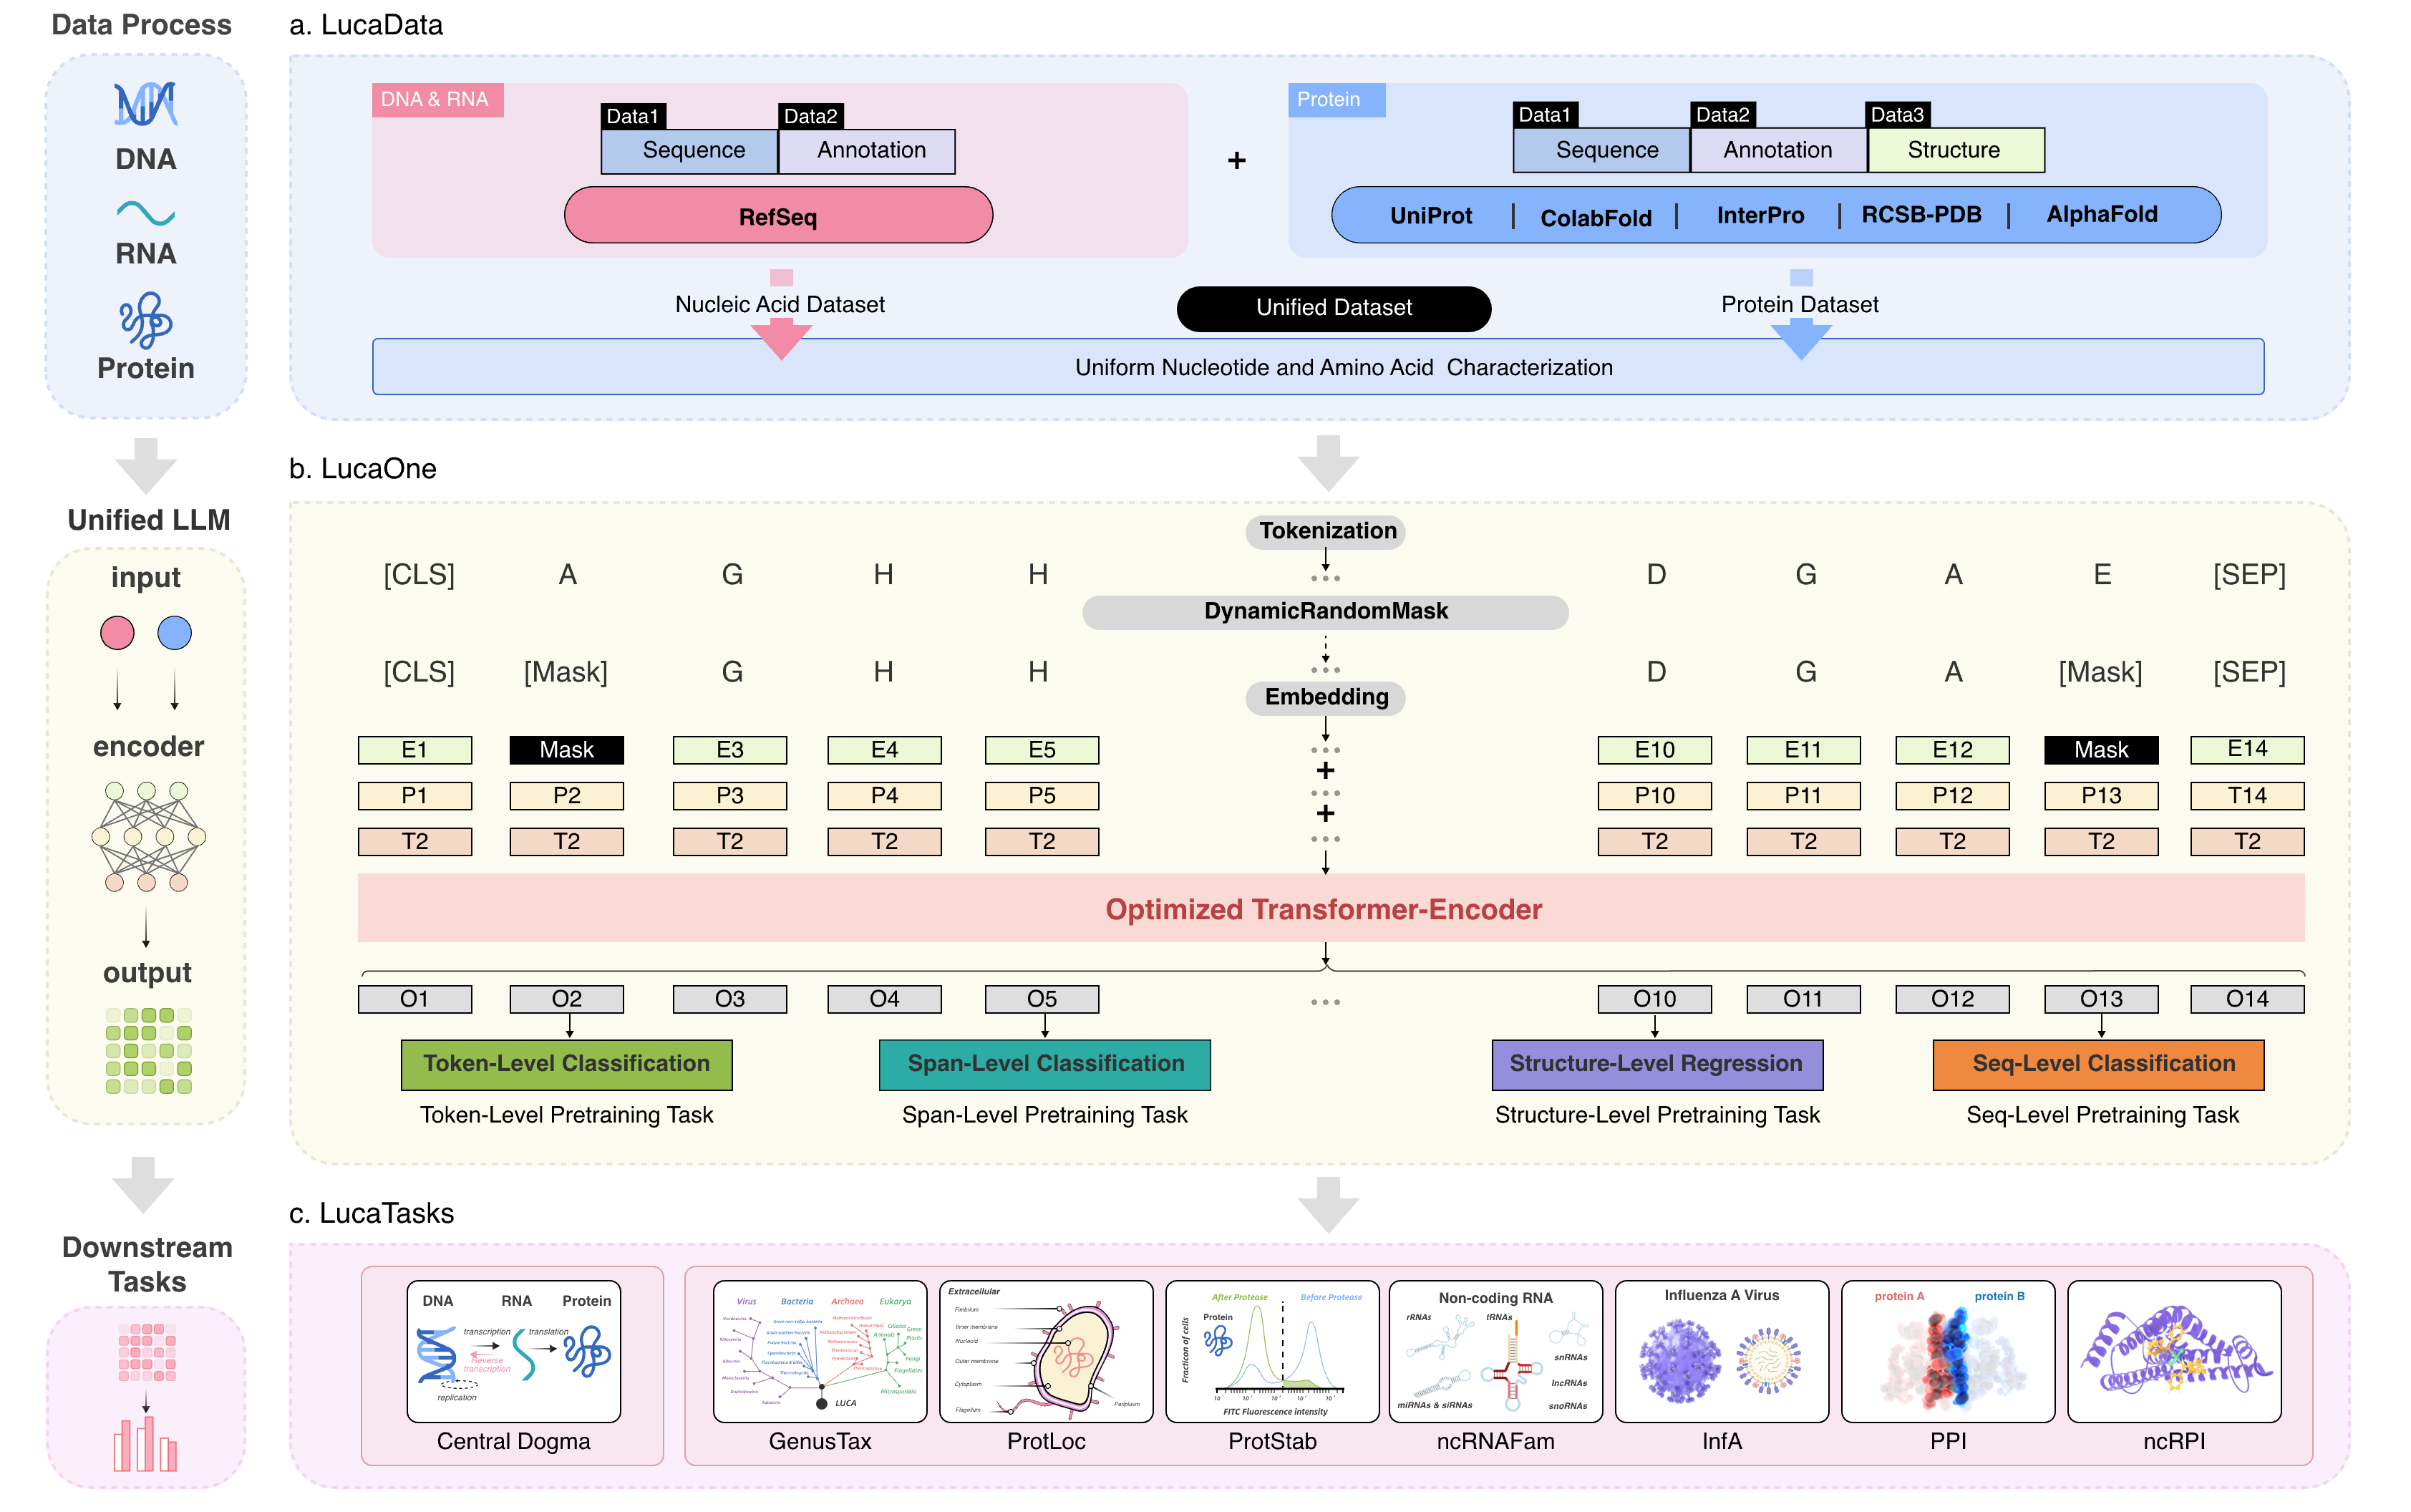 Data Process
DNA
RNA
Protein
Unified LLM
input
encoder
output
Downstream
Tasks
a. LucaData
DNA & RNA
Data1 Data2
Sequence Annotation
RefSeq
+
Protein
Data1 Data2 Data3
Sequence Annotation Structure
UniProt | ColabFold | InterPro | RCSB-PDB | AlphaFold
Nucleic Acid Dataset
Unified Dataset
Protein Dataset
Uniform Nucleotide and Amino Acid Characterization
b. LucaOne
Tokenization
[CLS] A G H H ... D G A E [SEP]
DynamicRandomMask
[CLS] [Mask] G H H ... D G A [Mask] [SEP]
Embedding
E1 Mask E3 E4 E5 ... E10 E11 E12 Mask E14
+
P1 P2 P3 P4 P5 ... P10 P11 P12 P13 T14
+
T2 T2 T2 T2 T2 ... T2 T2 T2 T2 T2
Optimized Transformer-Encoder
O1 O2 O3 O4 O5 ... O10 O11 O12 O13 O14
Token-Level Classification
Span-Level Classification
Structure-Level Regression
Seq-Level Classification
Token-Level Pretraining Task
Span-Level Pretraining Task
Structure-Level Pretraining Task
Seq-Level Pretraining Task
c. LucaTasks
DNA RNA Protein
transcription translation
Reverse
transcription
replication
Central Dogma
Virus Bacteria Archaea Eukarya
LUCA
GenusTax
Extracellular
Fimbrium
Inner membrane
Nucleoid
Outer membrane
Cytoplasm
Flagellum
Periplasm
ProtLoc
After Protease Before Protease
Protein
Fracticon of cells
FITC Fluorescence intensity
ProtStab
Non-coding RNA
rRNAs tRNAs
snRNAs
lncRNAs
miRNAs & siRNAs snoRNAs
ncRNAFam
Influenza A Virus
InfA
protein A protein B
PPI
ncRPI